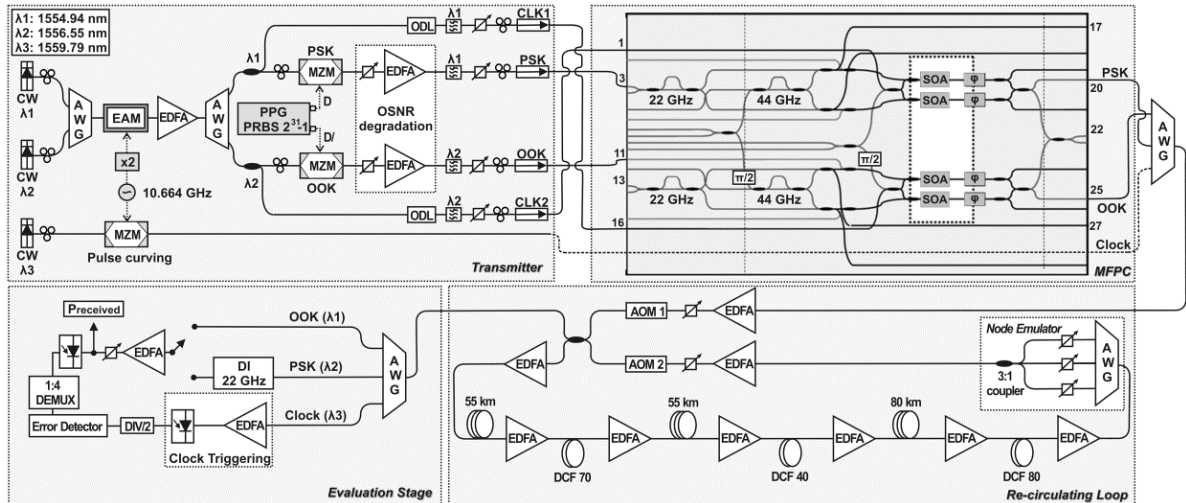 λ1: 1554.94 nm
λ2: 1556.55 nm
λ3: 1559.79 nm
CW
λ1
CW
λ2
CW
λ3
AWG
EAM
EDFA
AWG
x2
10.664 GHz
MZM
Pulse curving
λ1
λ2
PSK
MZM
D
PPG
PRBS 2^31-1
D/
MZM
OOK
EDFA
OSNR
degradation
EDFA
ODL
λ1
CLK1
λ1
PSK
λ2
OOK
ODL
λ2
CLK2
Transmitter
1
3
11
13
16
22 GHz
44 GHz
π/2
π/2
22 GHz
44 GHz
SOA
φ
SOA
φ
SOA
φ
SOA
φ
17
PSK
20
22
25
OOK
27
Clock
MFPC
AWG
Preceived
EDFA
1:4
DEMUX
Error Detector
DIV/2
EDFA
Clock Triggering
OOK (λ1)
DI
22 GHz
PSK (λ2)
Clock (λ3)
AWG
Evaluation Stage
AOM 1
EDFA
AOM 2
EDFA
EDFA
Node Emulator
3:1
coupler
AWG
55 km
EDFA
DCF 70
EDFA
55 km
EDFA
DCF 40
EDFA
80 km
EDFA
DCF 80
EDFA
Re-circulating Loop